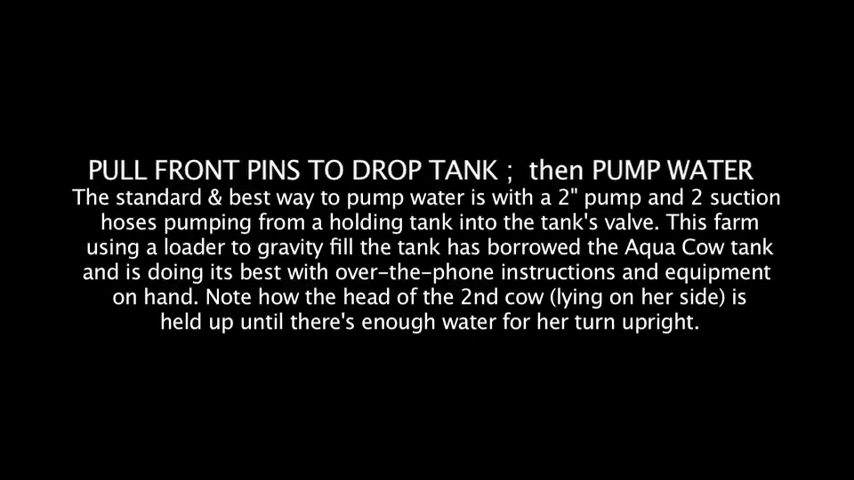 PULL FRONT PINS TO DROP TANK ;  then PUMP WATER
The standard & best way to pump water is with a 2" pump and 2 suction
hoses pumping from a holding tank into the tank's valve. This farm
using a loader to gravity fill the tank has borrowed the Aqua Cow tank
and is doing its best with over-the-phone instructions and equipment
on hand. Note how the head of the 2nd cow (lying on her side) is
held up until there's enough water for her turn upright.